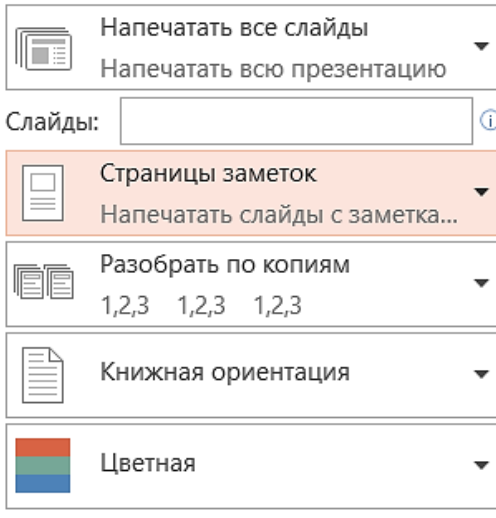 Напечатать все слайды
Напечатать всю презентацию
Слайды:
Страницы заметок
Напечатать слайды с заметка...
Разобрать по копиям
1,2,3 1,2,3 1,2,3
Книжная ориентация
Цветная